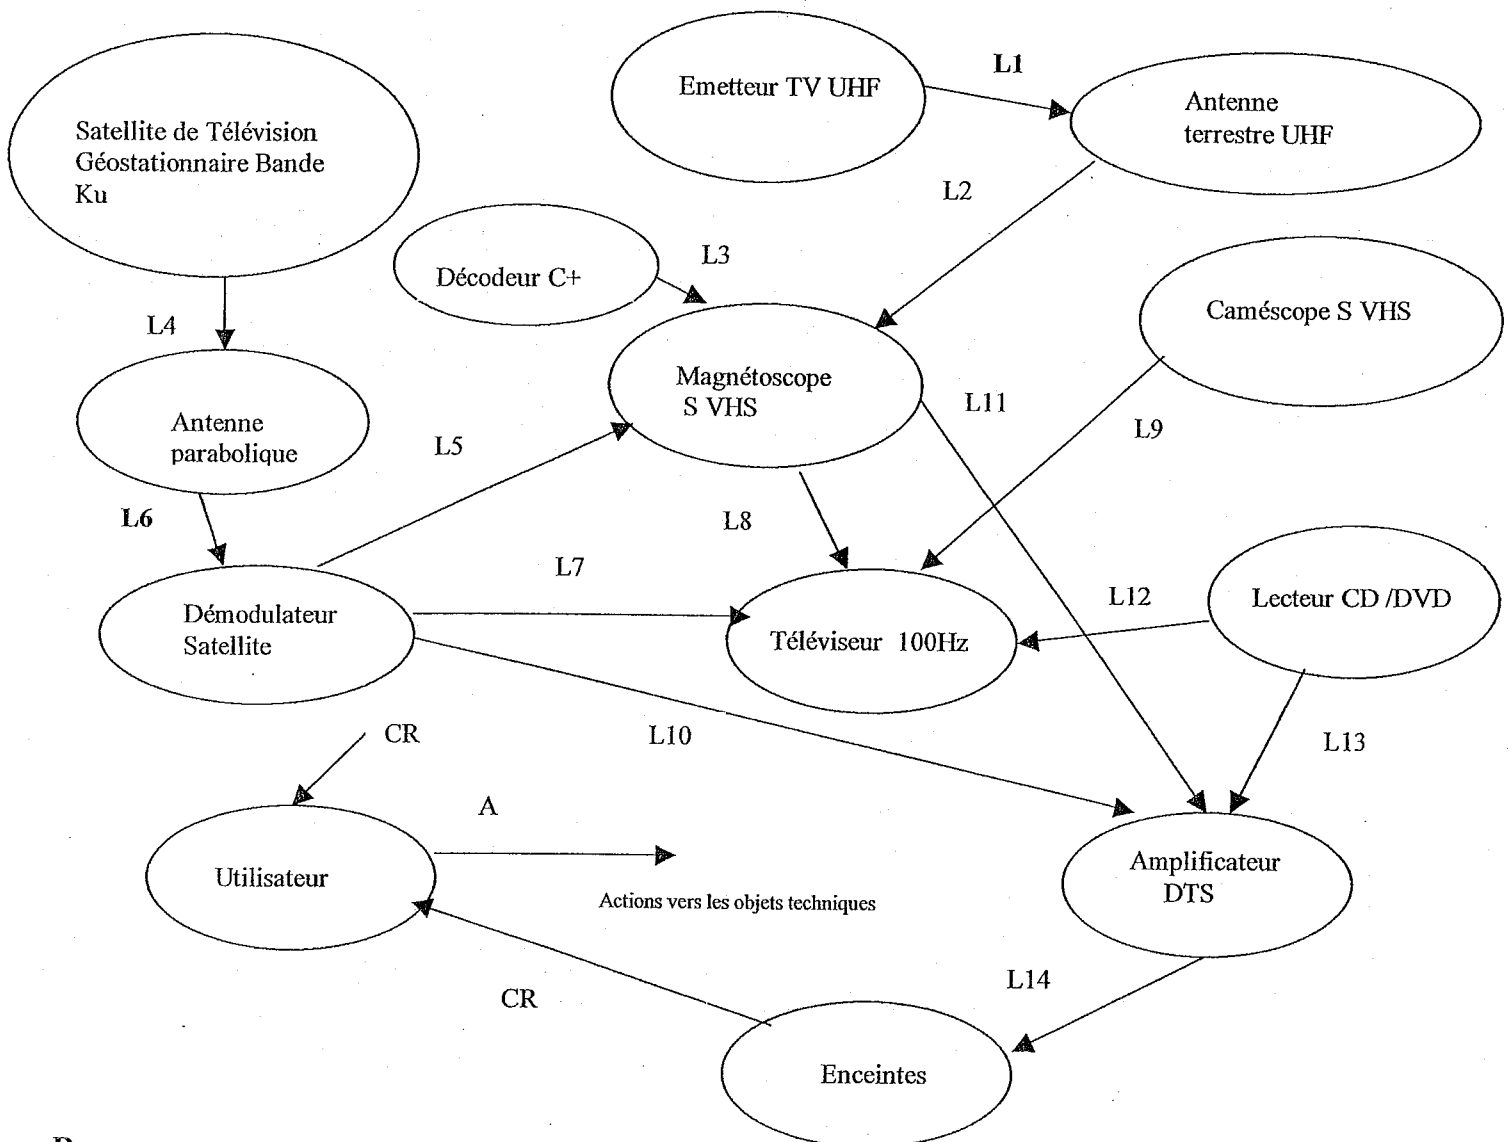 Emetteur TV UHF
L1
Antenne
terrestre UHF
Satellite de Télévision
Géostationnaire Bande
Ku
L2
Décodeur C+
L3
Caméscope S VHS
L4
Magnétoscope
S VHS
L11
L9
Antenne
parabolique
L5
L6
L8
L7
L12
Lecteur CD /DVD
Démodulateur
Satellite
Téléviseur 100Hz
CR
L10
L13
A
Utilisateur
Actions vers les objets techniques
Amplificateur
DTS
L14
CR
Enceintes